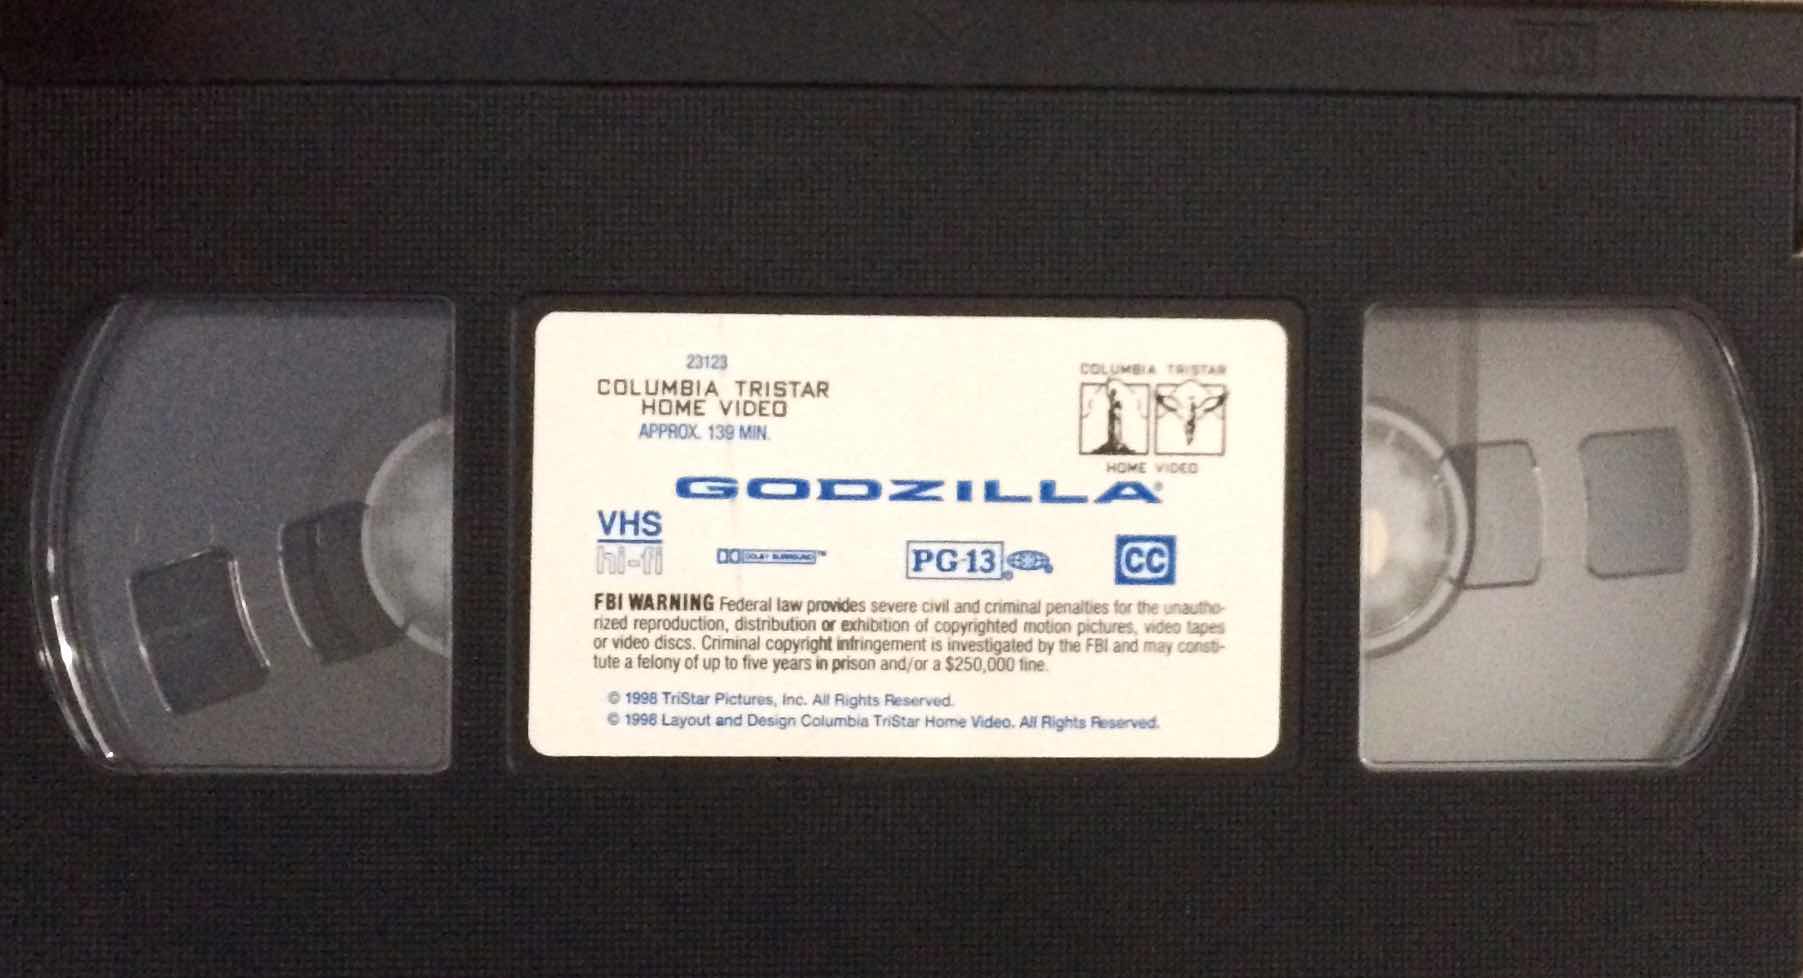 VHS
23123
COLUMBIA TRISTAR
HOME VIDEO
APPROX. 139 MIN.
COLUMBIA TRISTAR
HOME VIDEO
GODZILLA®
VHS
hi-fi
DOLBY SURROUND™
PG-13®
CC
FBI WARNING Federal law provides severe civil and criminal penalties for the unautho-
rized reproduction, distribution or exhibition of copyrighted motion pictures, video tapes
or video discs. Criminal copyright infringement is investigated by the FBI and may consti-
tute a felony of up to five years in prison and/or a $250,000 fine.
© 1998 TriStar Pictures, Inc. All Rights Reserved.
© 1998 Layout and Design Columbia TriStar Home Video. All Rights Reserved.